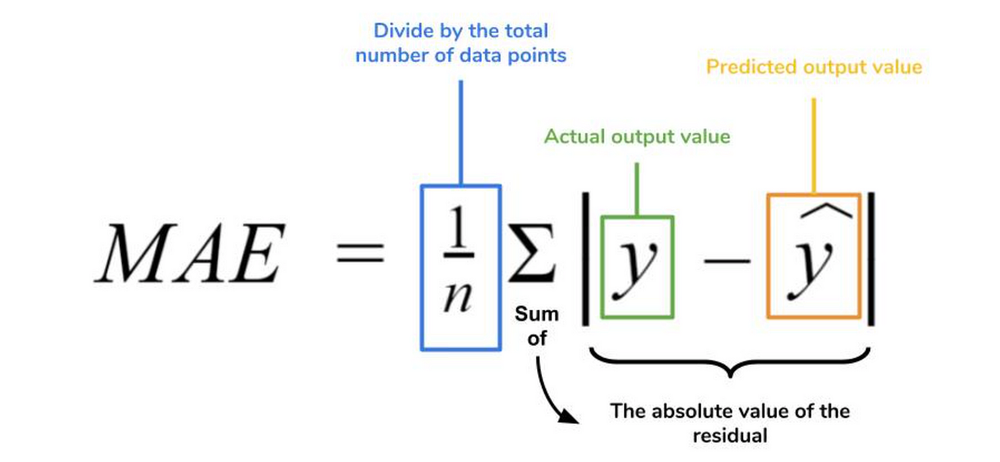 Divide by the total
number of data points
Predicted output value
Actual output value
MAE = 1/n Σ |y − ŷ|
Sum
of
The absolute value of the
residual